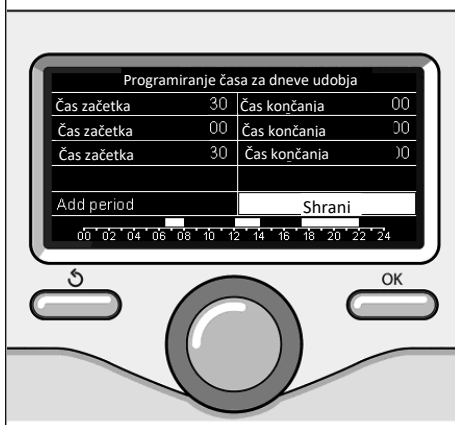 Programiranje časa za dneve udobja
Čas začetka 30 Čas končanja 00
Čas začetka 00 Čas končanja 00
Čas začetka 30 Čas končanja 00
Add period Shrani
00 02 04 06 08 10 12 14 16 18 20 22 24
OK